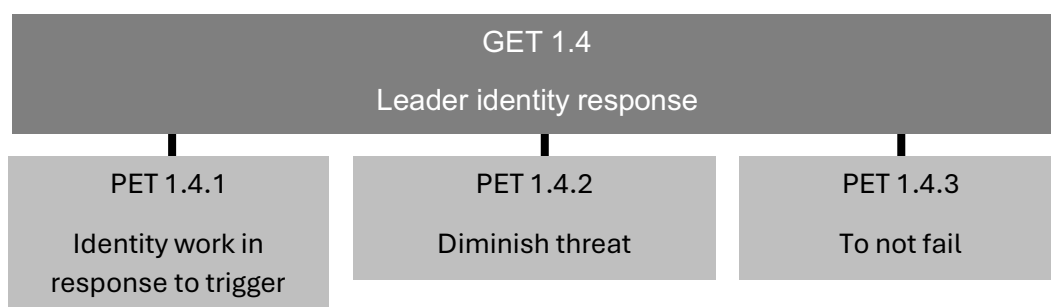 GET 1.4
Leader identity response
PET 1.4.1
Identity work in
response to trigger
PET 1.4.2
Diminish threat
PET 1.4.3
To not fail